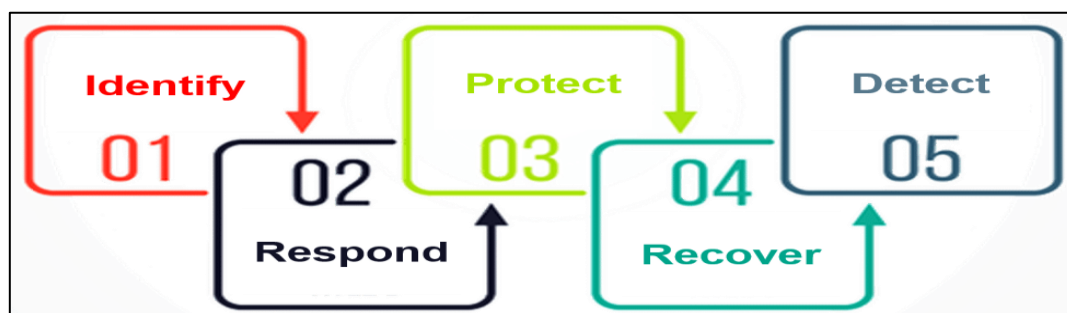 Identify
01
02
Respond
Protect
03
04
Recover
Detect
05